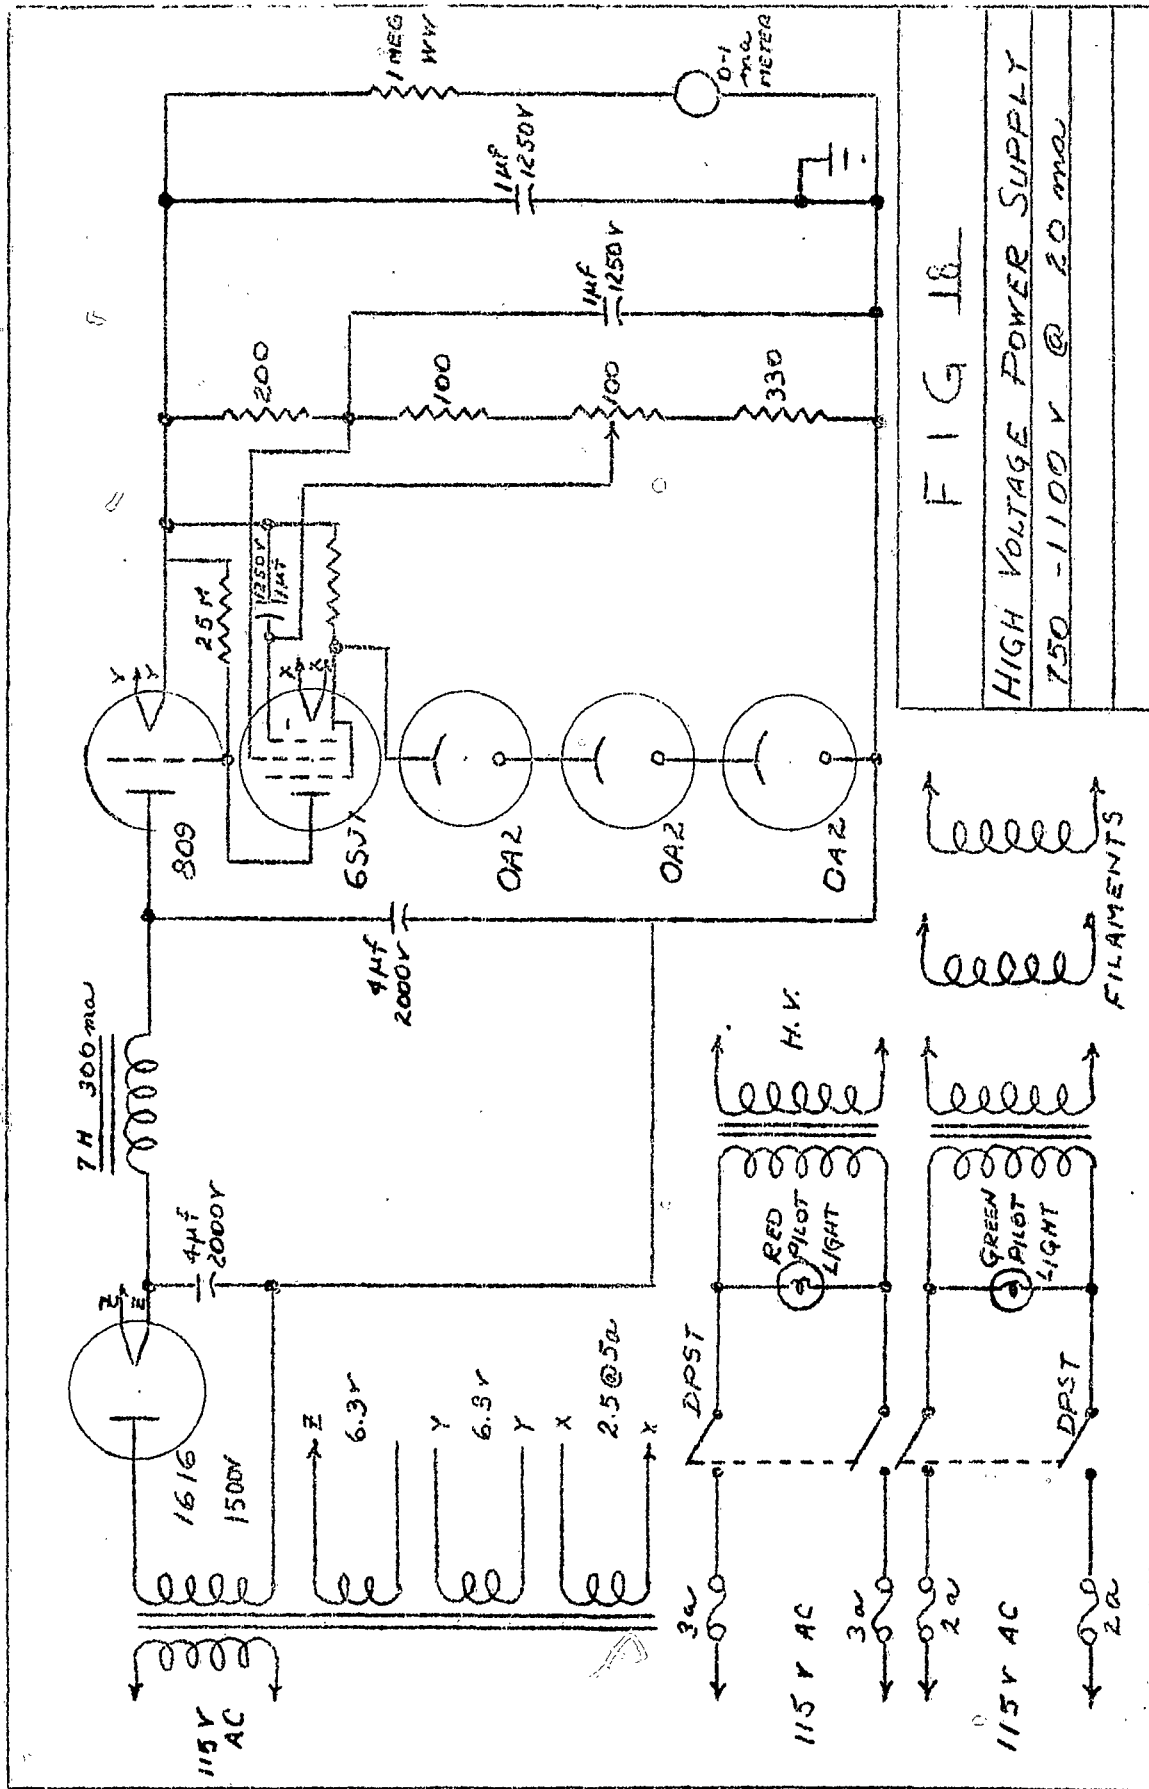 115V
AC
1616
1500V
Z
6.3V
Y
6.3V
Y
X
2.5@5a
X
4µf
2000V
7H 300ma
4µf
2000V
809
Y
Y
25M
6SJ7
X
X
1250V
1µf
OA2
OA2
OA2
200
100
100
330
1µf
1250V
1µf
1250V
1 MEG
WW
0-1
ma
METER
3a
115V AC
3a
2a
115V AC
2a
DPST
DPST
RED
PILOT
LIGHT
GREEN
PILOT
LIGHT
H.V.
FILAMENTS
FIG 18
HIGH VOLTAGE POWER SUPPLY
750-1100V @ 20ma